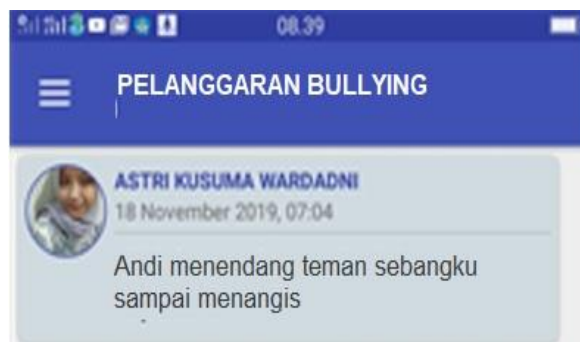 08.39
PELANGGARAN BULLYING
ASTRI KUSUMA WARDADNI
18 November 2019, 07:04
Andi menendang teman sebangku
sampai menangis